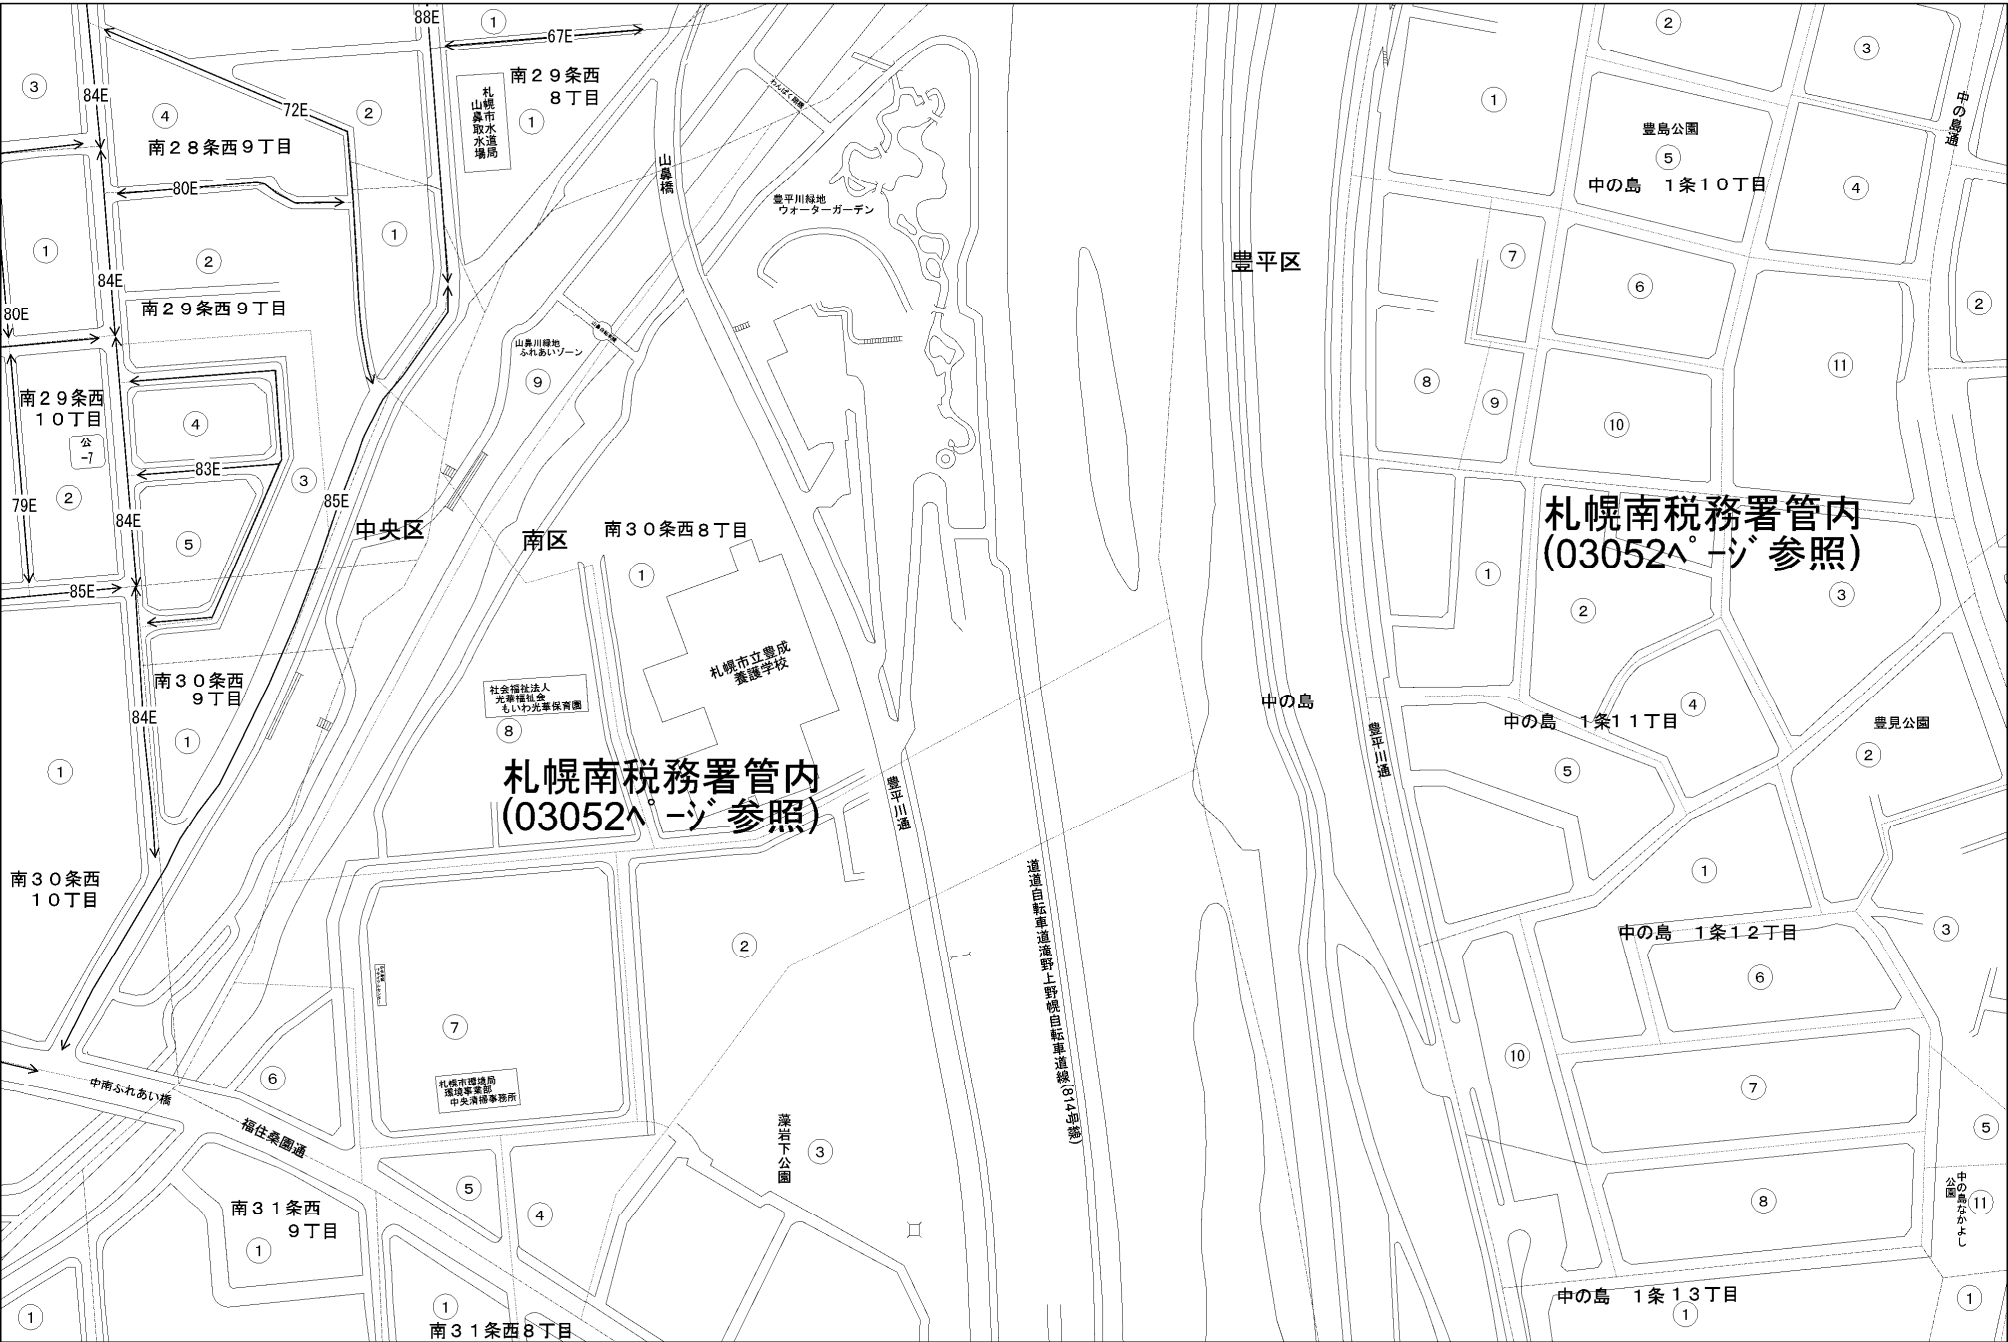 88E
①
67E
②
③
③
84E
72E
②
南２９条西
８丁目
①
札幌市水道局
山鼻取水場
①
④
南２８条西９丁目
中の島通
豊島公園
⑤
中の島　１条１０丁目
④
山鼻橋
80E
豊平川緑地
ウォーターガーデン
①
①
②
84E
南２９条西９丁目
80E
豊平区
⑦
⑥
②
山鼻川緑地
ふれあいゾーン
⑨
⑪
⑧
⑨
⑩
南２９条西
１０丁目
公
-7
④
83E
③
②
79E
84E
85E
⑤
中央区
南区
南３０条西８丁目
札幌南税務署管内
(03052ﾍﾟｰｼﾞ参照)
①
①
②
③
85E
札幌市立豊成
養護学校
南３０条西
９丁目
84E
①
社会福祉法人
光華福祉会
もいわ光華保育園
⑧
中の島
豊平川通
中の島　１条１１丁目
④
豊見公園
②
⑤
①
札幌南税務署管内
(03052ﾍﾟｰｼﾞ参照)
豊平川通
南３０条西
１０丁目
道道自転車道滝野上野幌自転車道線(814号線)
①
②
中の島　１条１２丁目
③
⑥
⑦
⑩
⑥
中南ふれあい橋
札幌市環境局
環境事業部
中央清掃事務所
⑦
福住桑園通
藻岩下公園
③
⑤
⑤
④
⑧
中の島なかよし
公園
⑪
南３１条西
９丁目
①
①
①
南３１条西８丁目
中の島　１条１３丁目
①
①